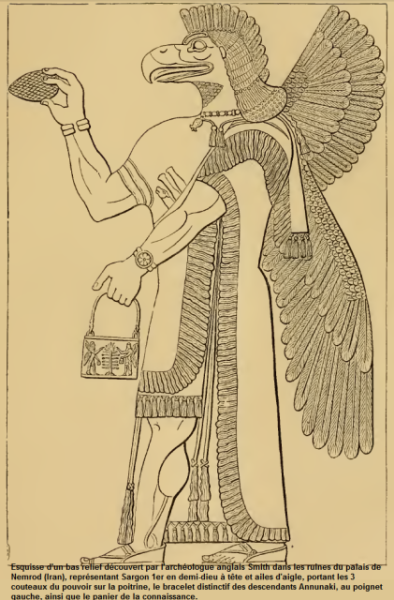 Esquisse d'un bas relief découvert par l'archéologue anglais Smith dans les ruines du palais de
Nemrod (Iran), représentant Sargon 1er en demi-dieu à tête et ailes d'aigle, portant les 3
couteaux du pouvoir sur la poitrine, le bracelet distinctif des descendants Annunaki, au poignet
gauche, ainsi que le panier de la connaissance.